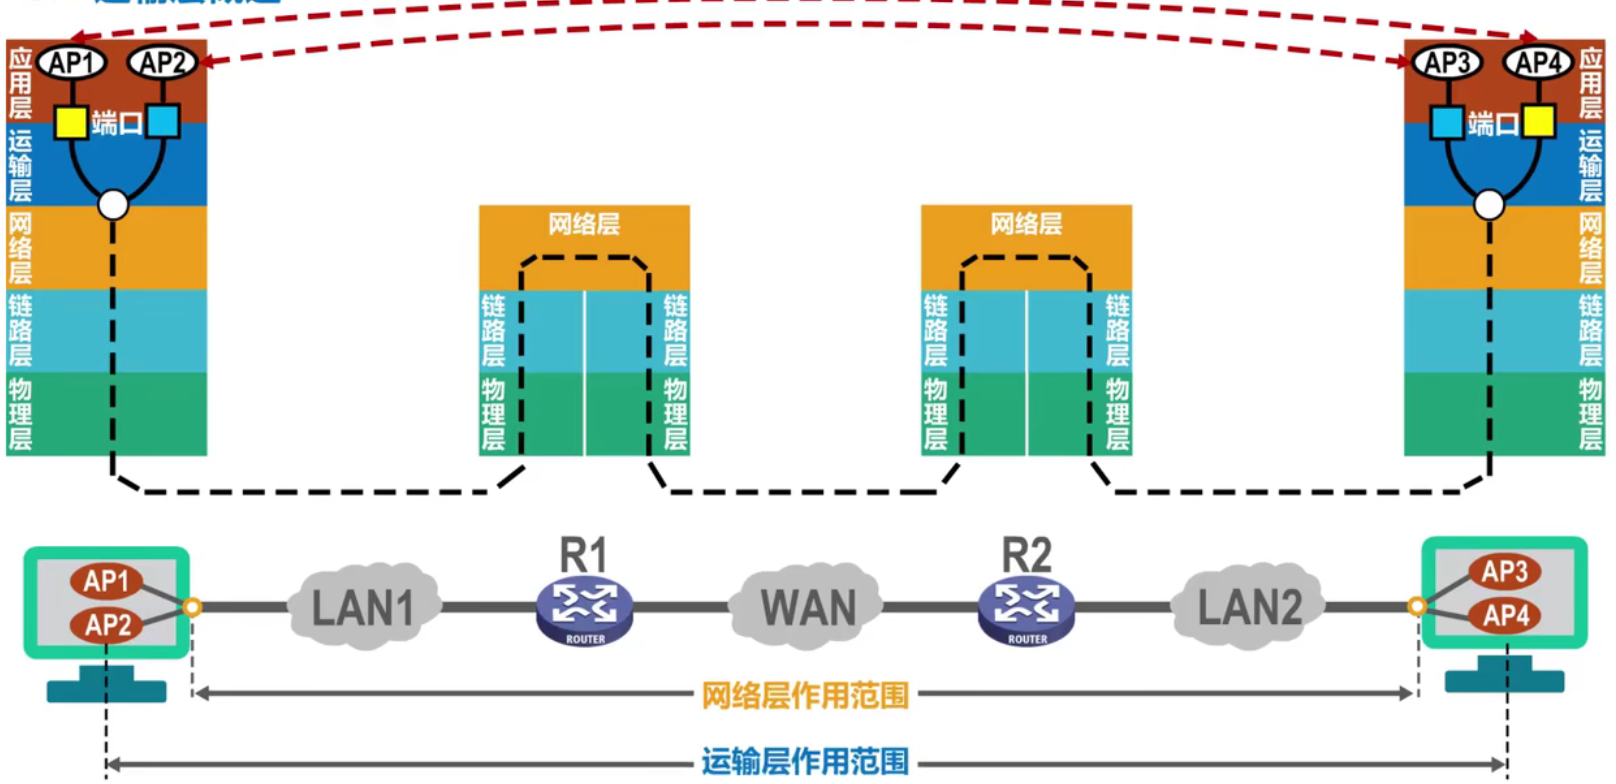 AP1
AP2
AP3
AP4
应用层
端口
端口
应用层
运输层
运输层
网络层
网络层
网络层
网络层
链路层
链路层
链路层
链路层
链路层
链路层
物理层
物理层
物理层
物理层
物理层
物理层
R1
R2
AP1
AP2
LAN1
ROUTER
WAN
ROUTER
LAN2
AP3
AP4
网络层作用范围
运输层作用范围